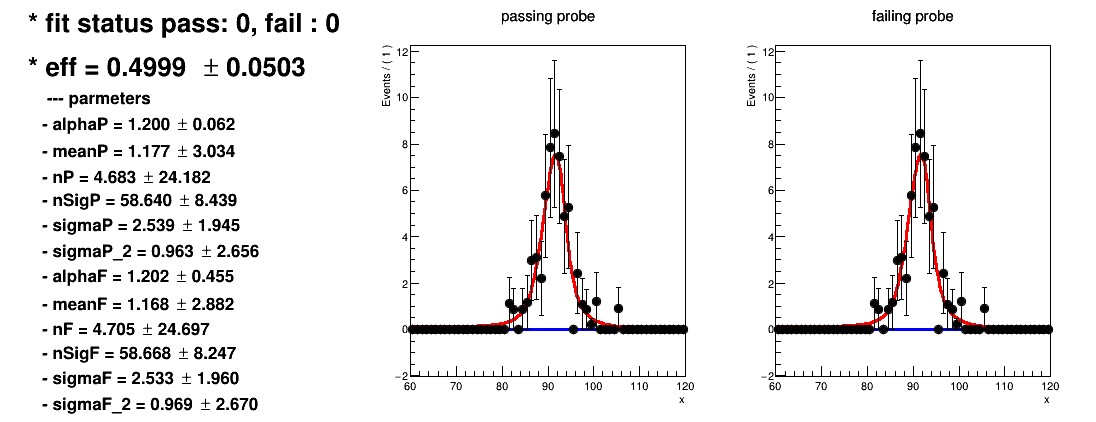 * fit status pass: 0, fail : 0
* eff = 0.4999 ± 0.0503
--- parmeters
- alphaP = 1.200 ± 0.062
- meanP = 1.177 ± 3.034
- nP = 4.683 ± 24.182
- nSigP = 58.640 ± 8.439
- sigmaP = 2.539 ± 1.945
- sigmaP_2 = 0.963 ± 2.656
- alphaF = 1.202 ± 0.455
- meanF = 1.168 ± 2.882
- nF = 4.705 ± 24.697
- nSigF = 58.668 ± 8.247
- sigmaF = 2.533 ± 1.960
- sigmaF_2 = 0.969 ± 2.670
passing probe
Events / ( 1 )
12
10
8
6
4
2
0
−2
60 70 80 90 100 110 120
x
failing probe
Events / ( 1 )
12
10
8
6
4
2
0
−2
60 70 80 90 100 110 120
x